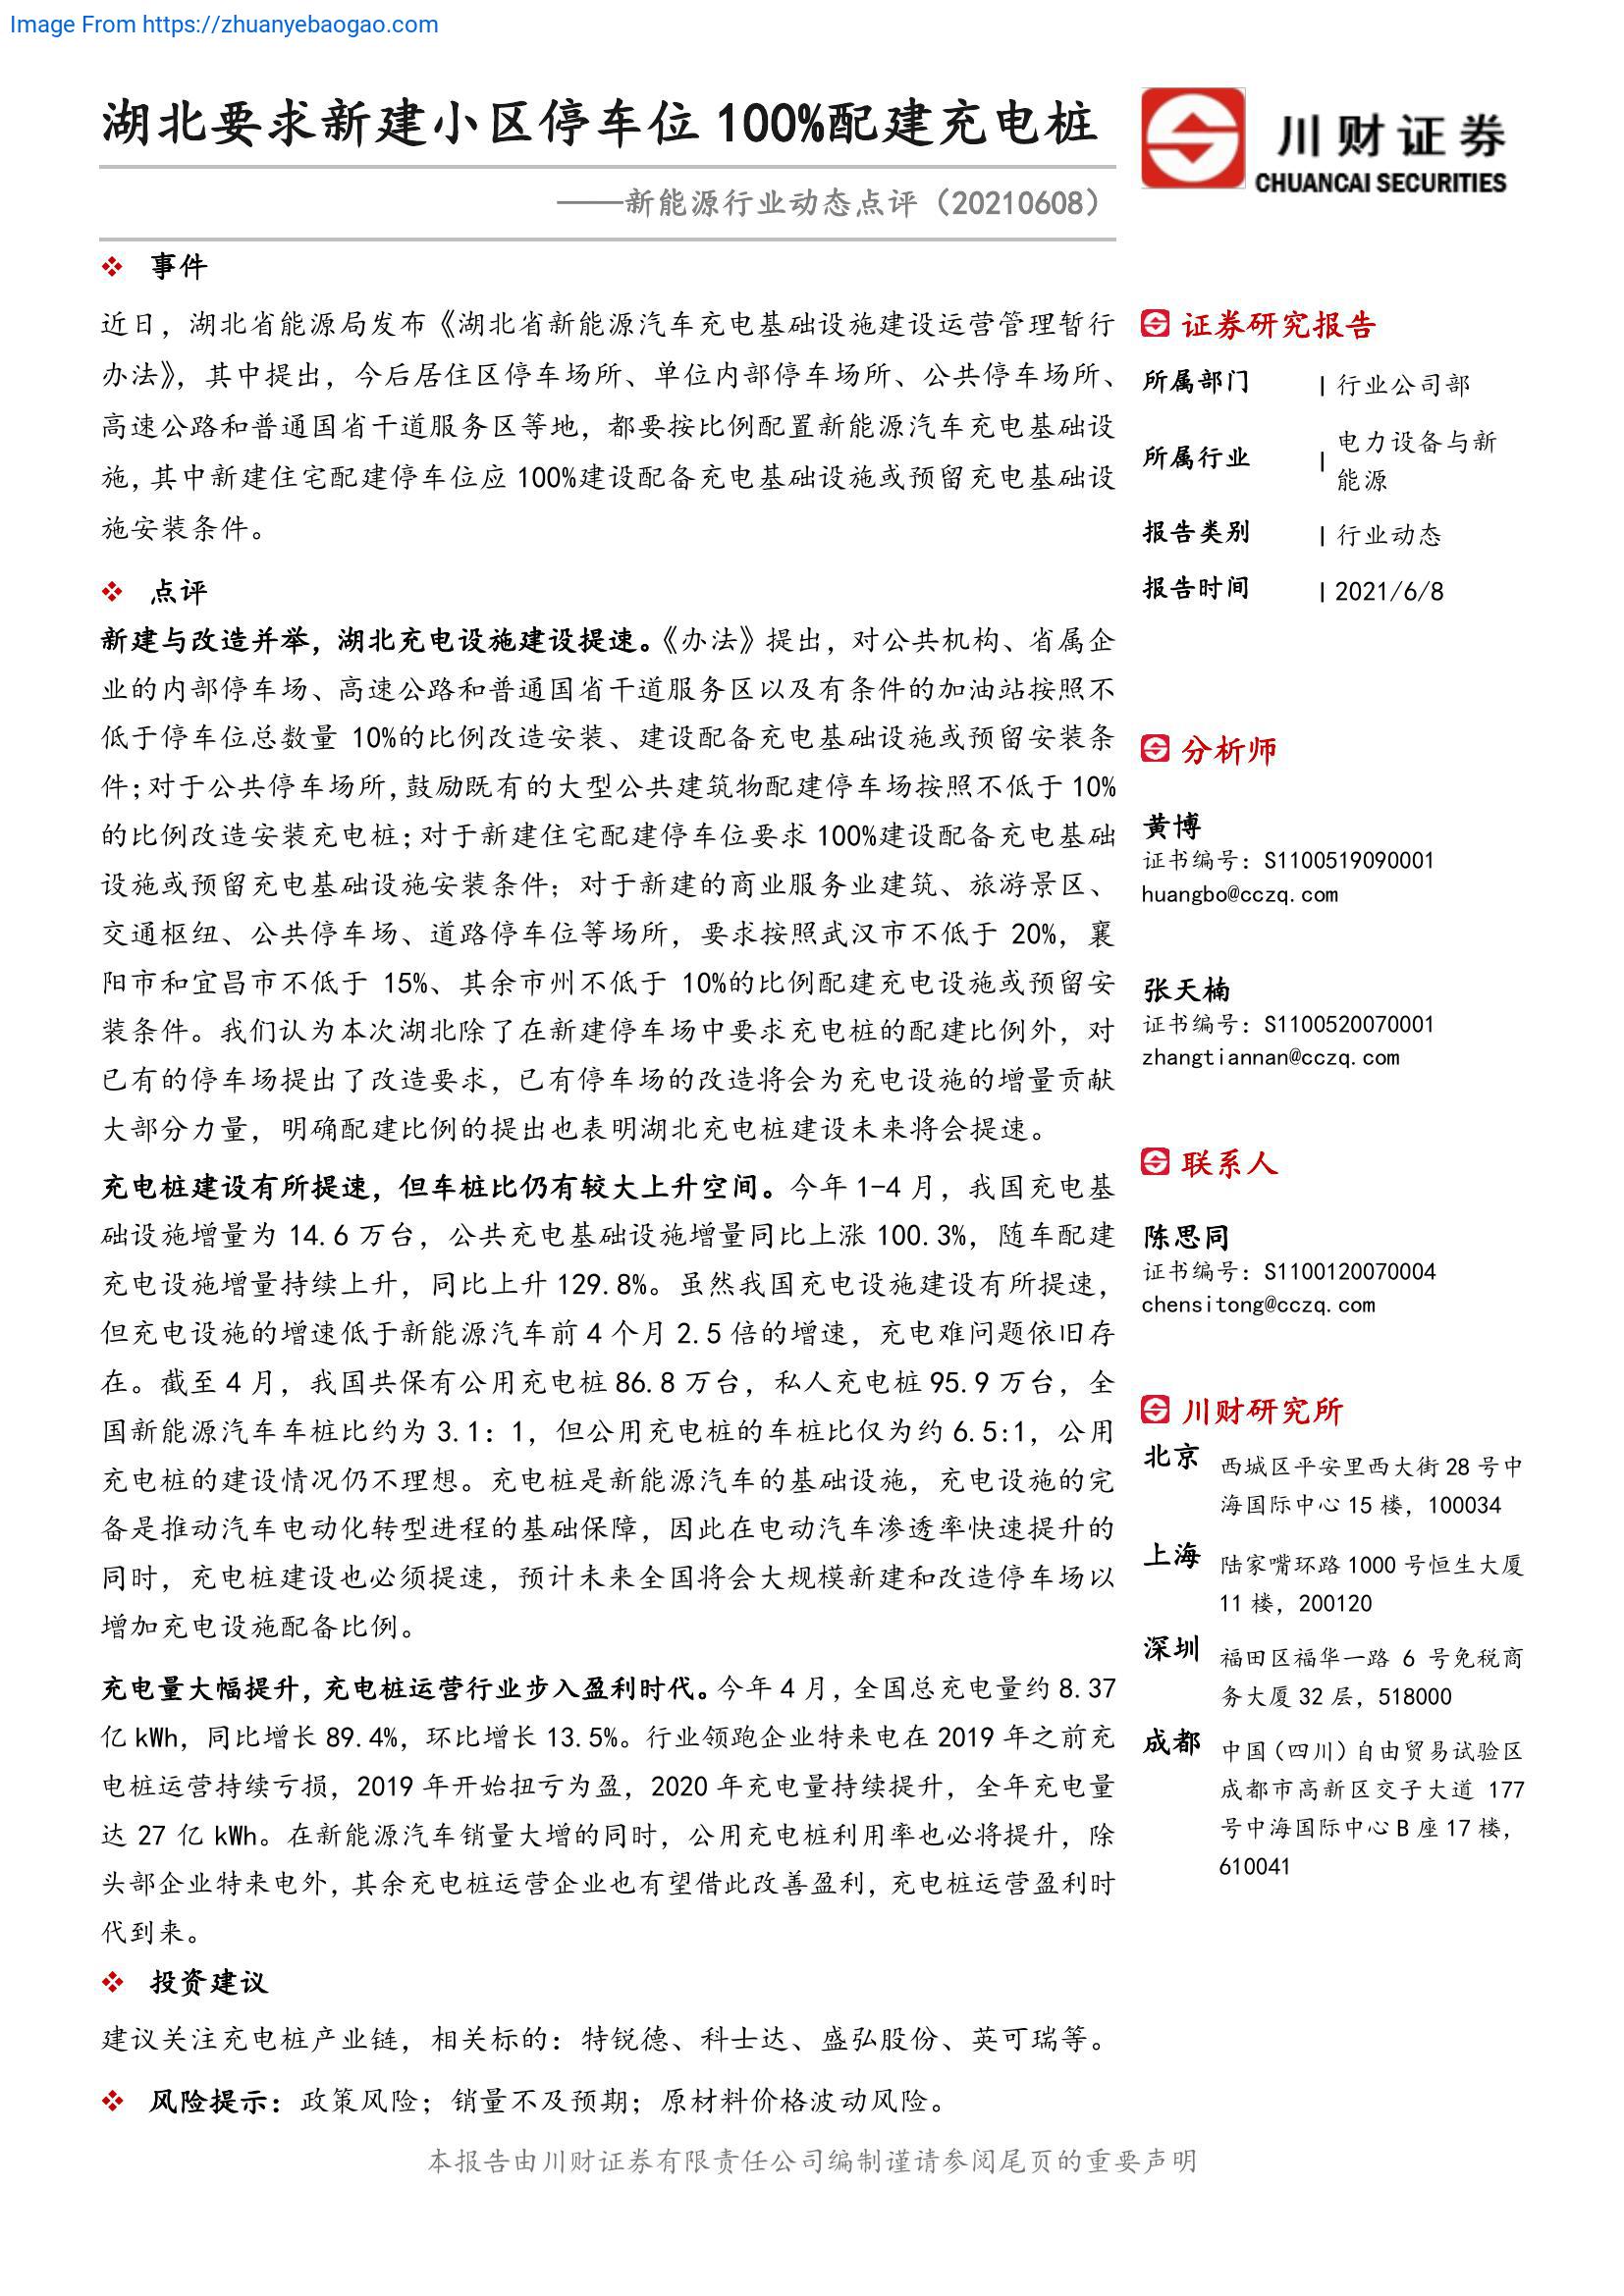 Image From https://zhuanyebaogao.com
湖北要求新建小区停车位 100%配建充电桩
——新能源行业动态点评（20210608）
川财证券
CHUANCAI SECURITIES
事件
近日，湖北省能源局发布《湖北省新能源汽车充电基础设施建设运营管理暂行
办法》，其中提出，今后居住区停车场所、单位内部停车场所、公共停车场所、
高速公路和普通国省干道服务区等地，都要按比例配置新能源汽车充电基础设
施，其中新建住宅配建停车位应 100%建设配备充电基础设施或预留充电基础设
施安装条件。
点评
新建与改造并举，湖北充电设施建设提速。《办法》提出，对公共机构、省属企
业的内部停车场、高速公路和普通国省干道服务区以及有条件的加油站按照不
低于停车位总数量 10%的比例改造安装、建设配备充电基础设施或预留安装条
件；对于公共停车场所，鼓励既有的大型公共建筑物配建停车场按照不低于 10%
的比例改造安装充电桩；对于新建住宅配建停车位要求 100%建设配备充电基础
设施或预留充电基础设施安装条件；对于新建的商业服务业建筑、旅游景区、
交通枢纽、公共停车场、道路停车位等场所，要求按照武汉市不低于 20%，襄
阳市和宜昌市不低于 15%、其余市州不低于 10%的比例配建充电设施或预留安
装条件。我们认为本次湖北除了在新建停车场中要求充电桩的配建比例外，对
已有的停车场提出了改造要求，已有停车场的改造将会为充电设施的增量贡献
大部分力量，明确配建比例的提出也表明湖北充电桩建设未来将会提速。
充电桩建设有所提速，但车桩比仍有较大上升空间。今年 1-4 月，我国充电基
础设施增量为 14.6 万台，公共充电基础设施增量同比上涨 100.3%，随车配建
充电设施增量持续上升，同比上升 129.8%。虽然我国充电设施建设有所提速，
但充电设施的增速低于新能源汽车前 4 个月 2.5 倍的增速，充电难问题依旧存
在。截至 4 月，我国共保有公用充电桩 86.8 万台，私人充电桩 95.9 万台，全
国新能源汽车车桩比约为 3.1：1，但公用充电桩的车桩比仅为约 6.5:1，公用
充电桩的建设情况仍不理想。充电桩是新能源汽车的基础设施，充电设施的完
备是推动汽车电动化转型进程的基础保障，因此在电动汽车渗透率快速提升的
同时，充电桩建设也必须提速，预计未来全国将会大规模新建和改造停车场以
增加充电设施配备比例。
充电量大幅提升，充电桩运营行业步入盈利时代。今年 4 月，全国总充电量约 8.37
亿 kWh，同比增长 89.4%，环比增长 13.5%。行业领跑企业特来电在 2019 年之前充
电桩运营持续亏损，2019 年开始扭亏为盈，2020 年充电量持续提升，全年充电量
达 27 亿 kWh。在新能源汽车销量大增的同时，公用充电桩利用率也必将提升，除
头部企业特来电外，其余充电桩运营企业也有望借此改善盈利，充电桩运营盈利时
代到来。
投资建议
建议关注充电桩产业链，相关标的：特锐德、科士达、盛弘股份、英可瑞等。
风险提示：政策风险；销量不及预期；原材料价格波动风险。
证券研究报告
所属部门 | 行业公司部
所属行业 | 电力设备与新
能源
报告类别 | 行业动态
报告时间 | 2021/6/8
分析师
黄博
证书编号：S1100519090001
huangbo@cczq.com
张天楠
证书编号：S1100520070001
zhangtiannan@cczq.com
联系人
陈思同
证书编号：S1100120070004
chensitong@cczq.com
川财研究所
北京 西城区平安里西大街 28 号中
海国际中心 15 楼，100034
上海 陆家嘴环路 1000 号恒生大厦
11 楼，200120
深圳 福田区福华一路 6 号免税商
务大厦 32 层，518000
成都 中国（四川）自由贸易试验区
成都市高新区交子大道 177
号中海国际中心 B 座 17 楼，
610041
本报告由川财证券有限责任公司编制谨请参阅尾页的重要声明